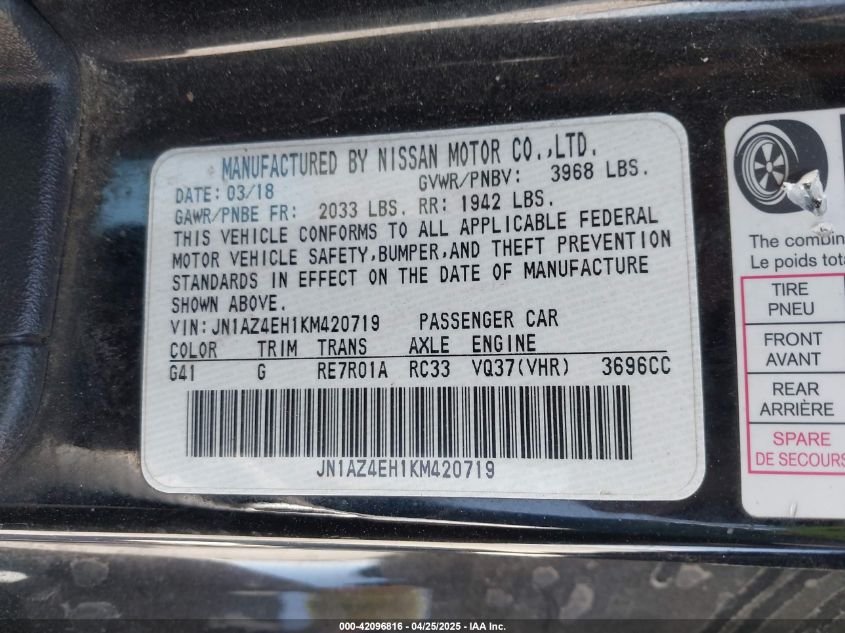 MANUFACTURED BY NISSAN MOTOR CO.,LTD.
DATE: 03/18 GVWR/PNBV: 3968 LBS.
GAWR/PNBE FR: 2033 LBS. RR: 1942 LBS.
THIS VEHICLE CONFORMS TO ALL APPLICABLE FEDERAL
MOTOR VEHICLE SAFETY,BUMPER,AND THEFT PREVENTION
STANDARDS IN EFFECT ON THE DATE OF MANUFACTURE
SHOWN ABOVE.
VIN:JN1AZ4EH1KM420719 PASSENGER CAR
COLOR TRIM TRANS AXLE ENGINE
G41 G RE7R01A RC33 VQ37(VHR) 3696CC
JN1AZ4EH1KM420719
The combin
Le poids tota
TIRE
PNEU
FRONT
AVANT
REAR
ARRIÈRE
SPARE
DE SECOURS
000-42096816 - 04/25/2025 - IAA Inc.